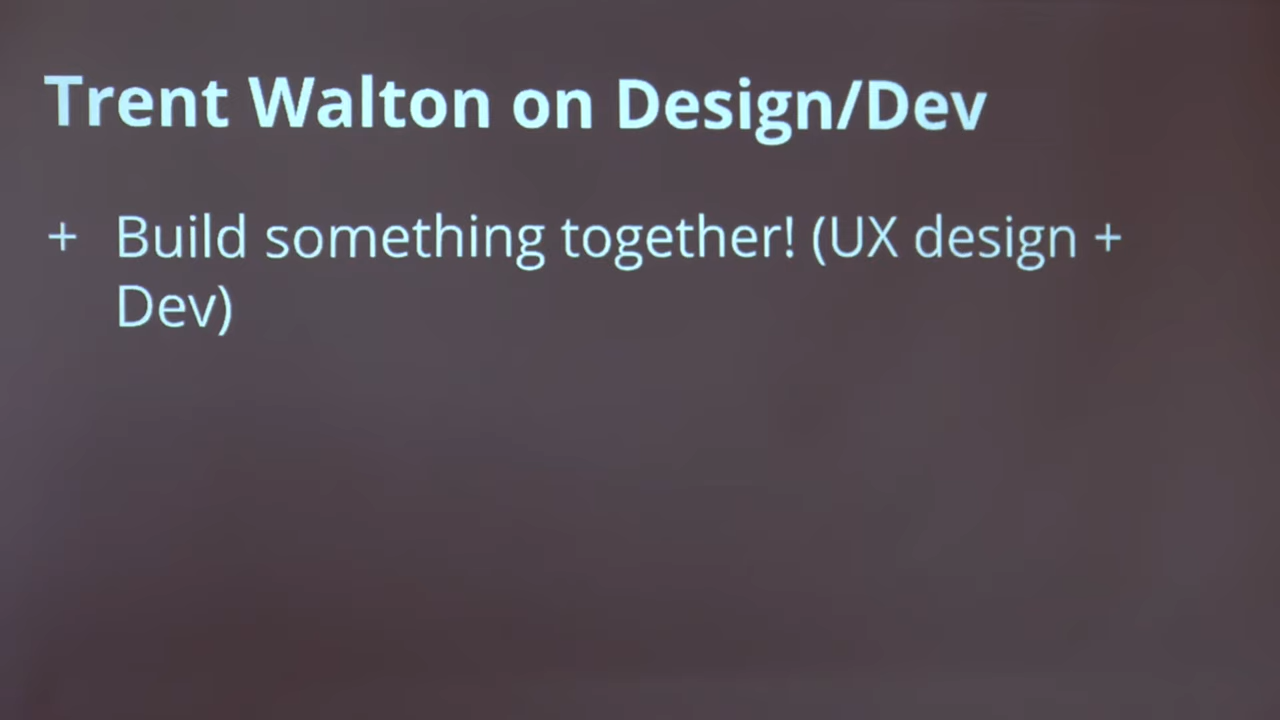 Trent Walton on Design/Dev
+ Build something together! (UX design +
Dev)